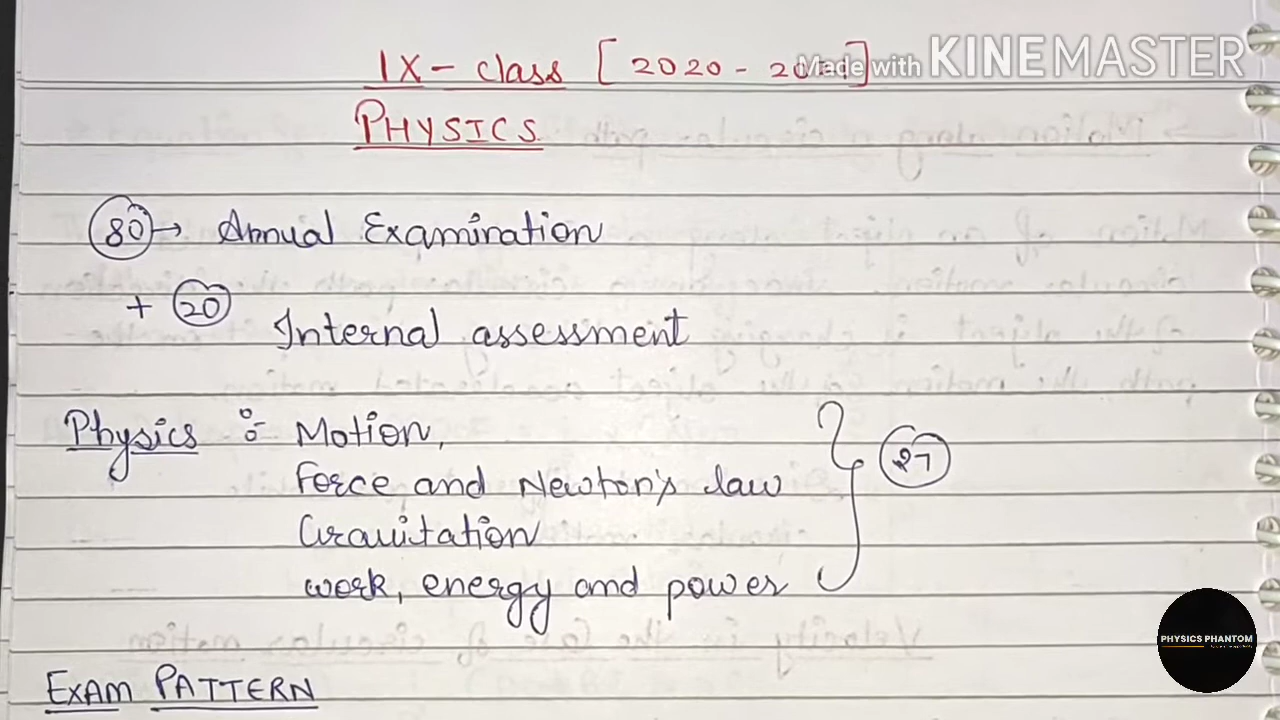 IX - class [2020 - 2021]
Made with KINEMASTER
PHYSICS
80 → Annual Examination
+ 20
Internal assessment
Physics : Motion,
Force and Newton's law
Gravitation
work, energy and power
27
EXAM PATTERN
PHYSICS PHANTOM